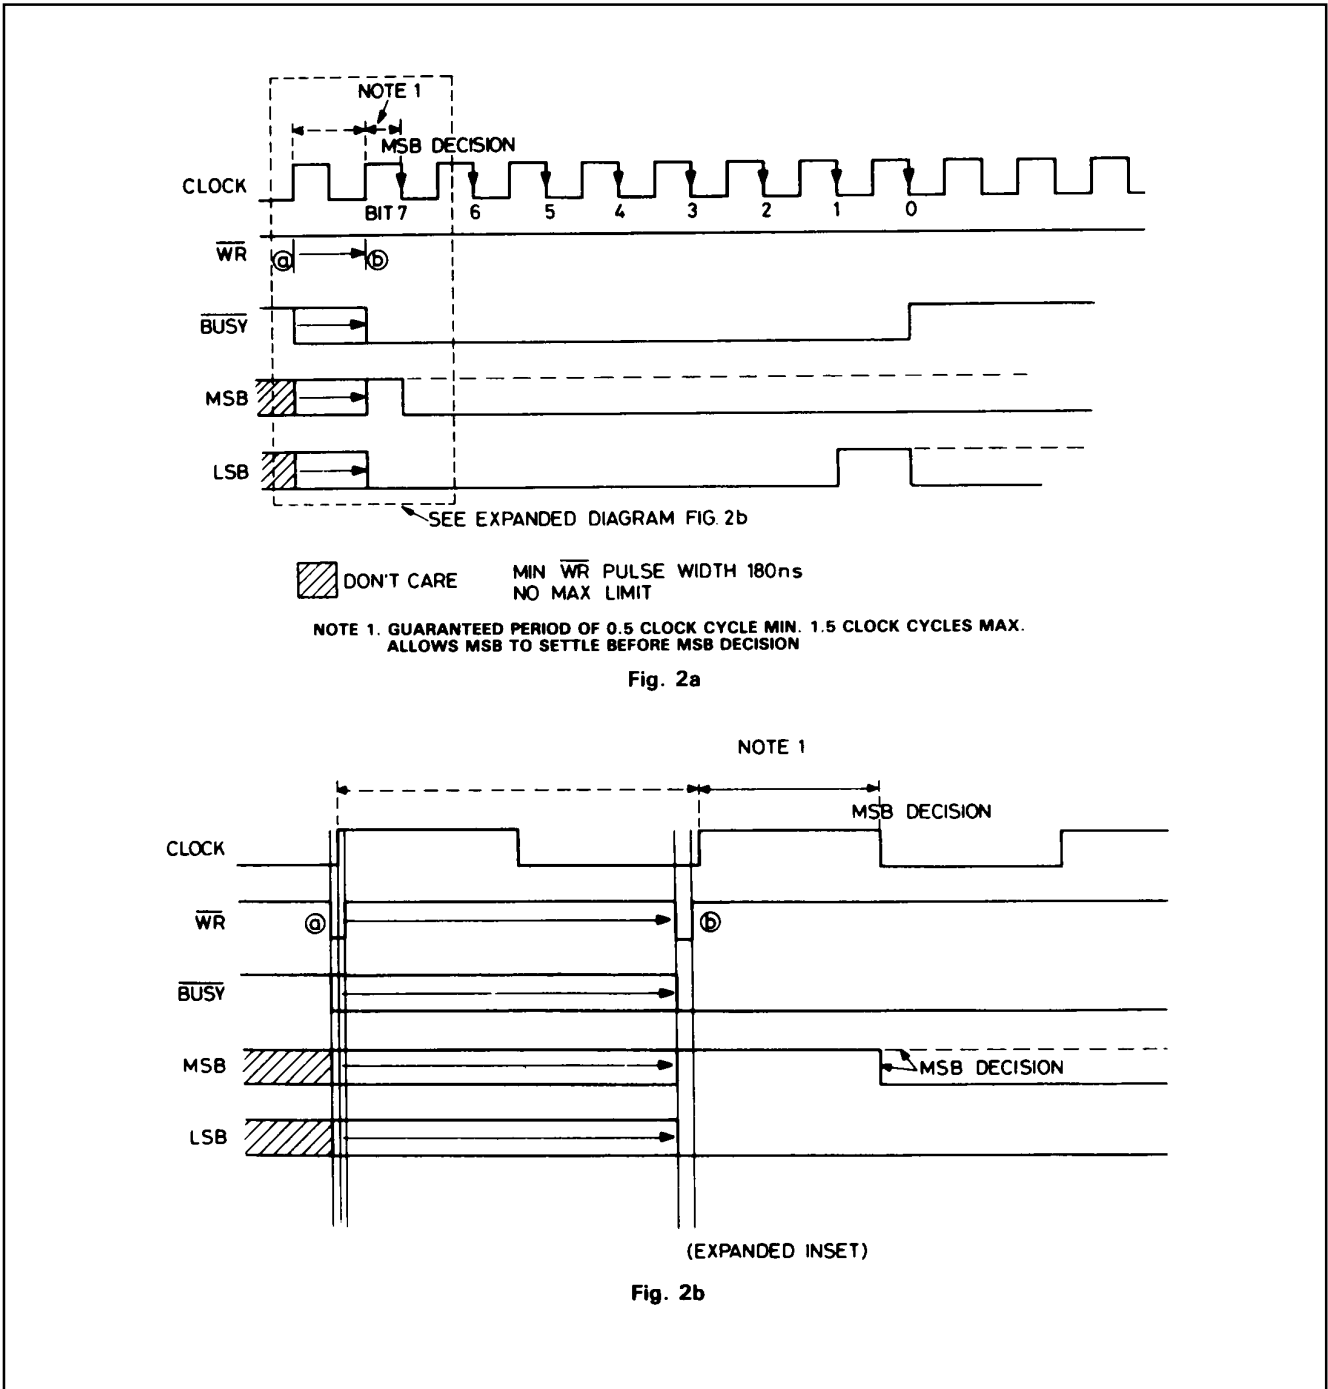 NOTE 1
MSB DECISION
CLOCK
BIT 7 6 5 4 3 2 1 0
WR
ⓐ ⓑ
BUSY
MSB
LSB
SEE EXPANDED DIAGRAM FIG. 2b
DON'T CARE
MIN WR PULSE WIDTH 180ns
NO MAX LIMIT
NOTE 1. GUARANTEED PERIOD OF 0.5 CLOCK CYCLE MIN. 1.5 CLOCK CYCLES MAX.
ALLOWS MSB TO SETTLE BEFORE MSB DECISION
Fig. 2a
NOTE 1
MSB DECISION
CLOCK
WR ⓐ ⓑ
BUSY
MSB
MSB DECISION
LSB
(EXPANDED INSET)
Fig. 2b